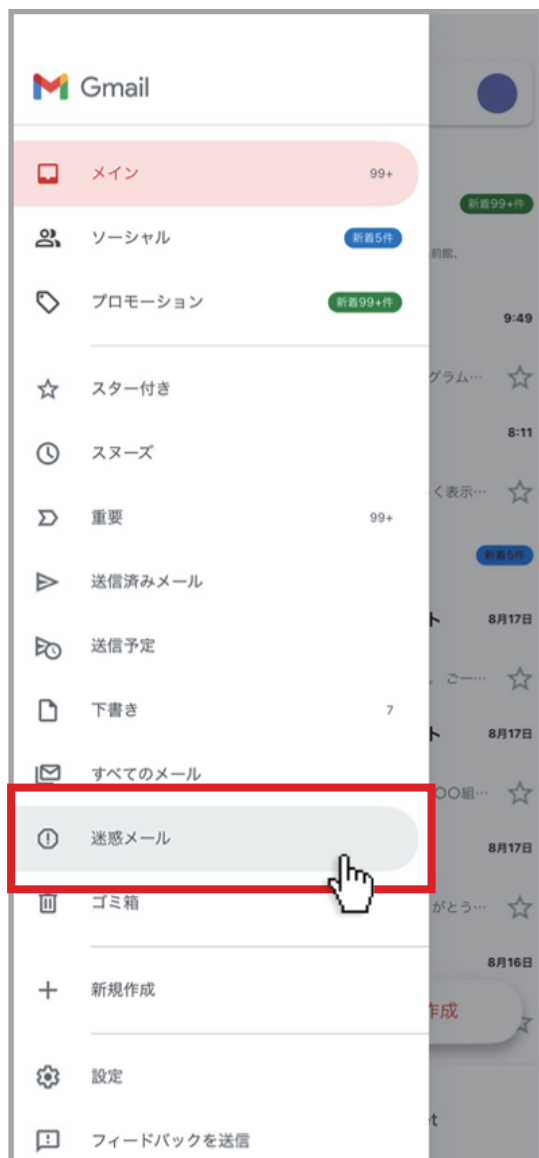 Gmail
メイン 99+
新着99+件
ソーシャル 新着5件
前館、
プロモーション 新着99+件
9:49
グラム…
スター付き
8:11
スヌーズ
く表示…
重要 99+
新着5件
送信済みメール
ト 8月17日
送信予定
。ご一…
下書き 7
ト 8月17日
すべてのメール
〇〇組…
迷惑メール
8月17日
ゴミ箱
がとう…
8月16日
新規作成
作成
設定
t
フィードバックを送信